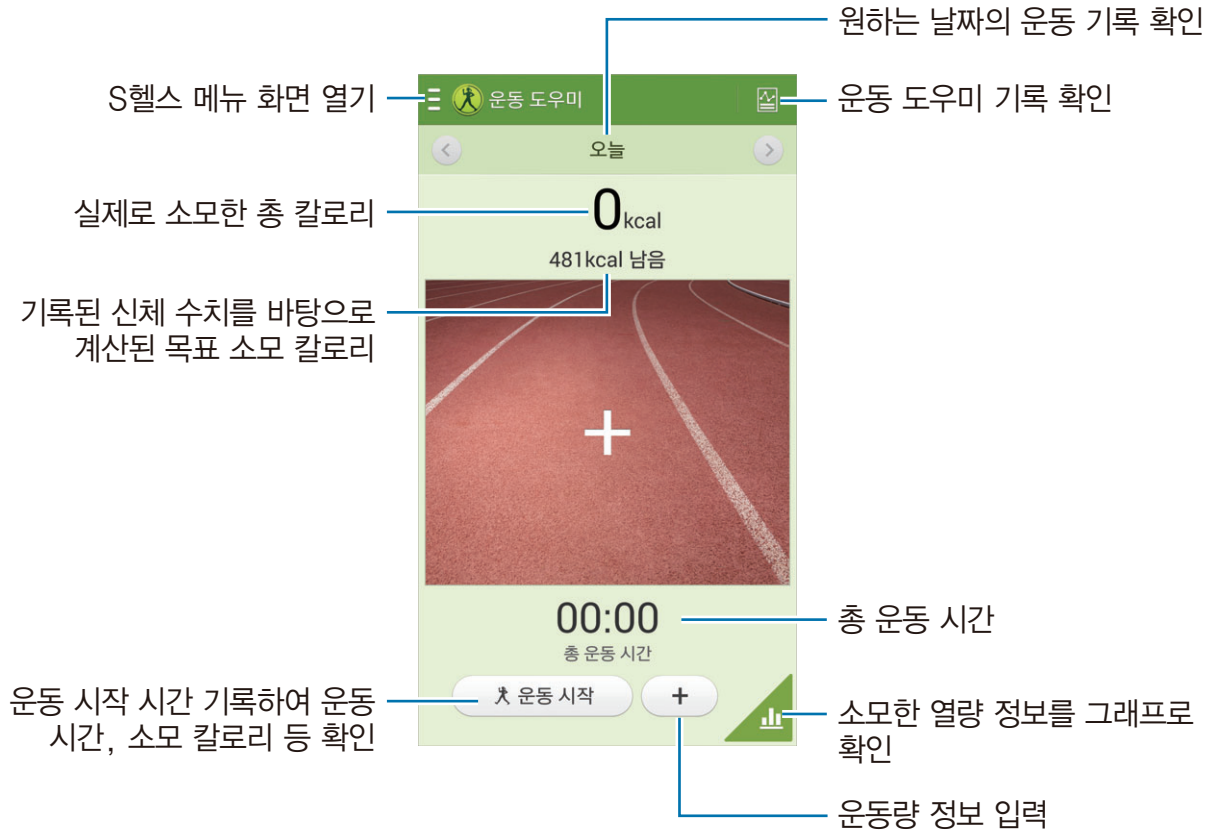 원하는 날짜의 운동 기록 확인
S헬스 메뉴 화면 열기
운동 도우미
운동 도우미 기록 확인
오늘
실제로 소모한 총 칼로리
0kcal
481kcal 남음
기록된 신체 수치를 바탕으로
계산된 목표 소모 칼로리
00:00
총 운동 시간
총 운동 시간
운동 시작 시간 기록하여 운동
시간, 소모 칼로리 등 확인
운동 시작
+
소모한 열량 정보를 그래프로
확인
운동량 정보 입력